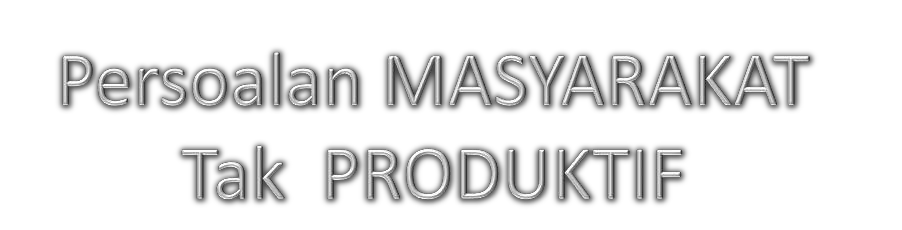 Persoalan MASYARAKAT
Tak PRODUKTIF